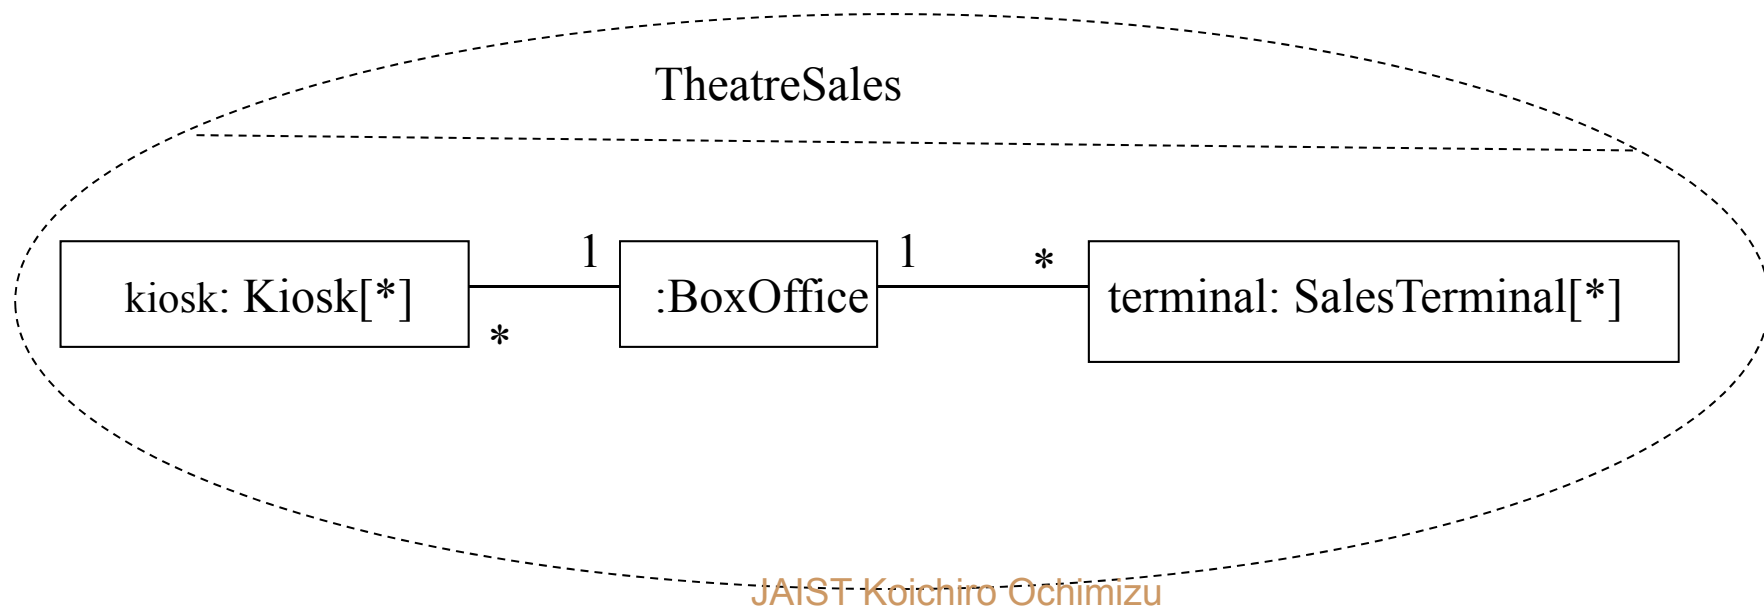 TheatreSales
1
1
*
kiosk: Kiosk[*]
:BoxOffice
terminal: SalesTerminal[*]
*
JAIST Koichiro Ochimizu